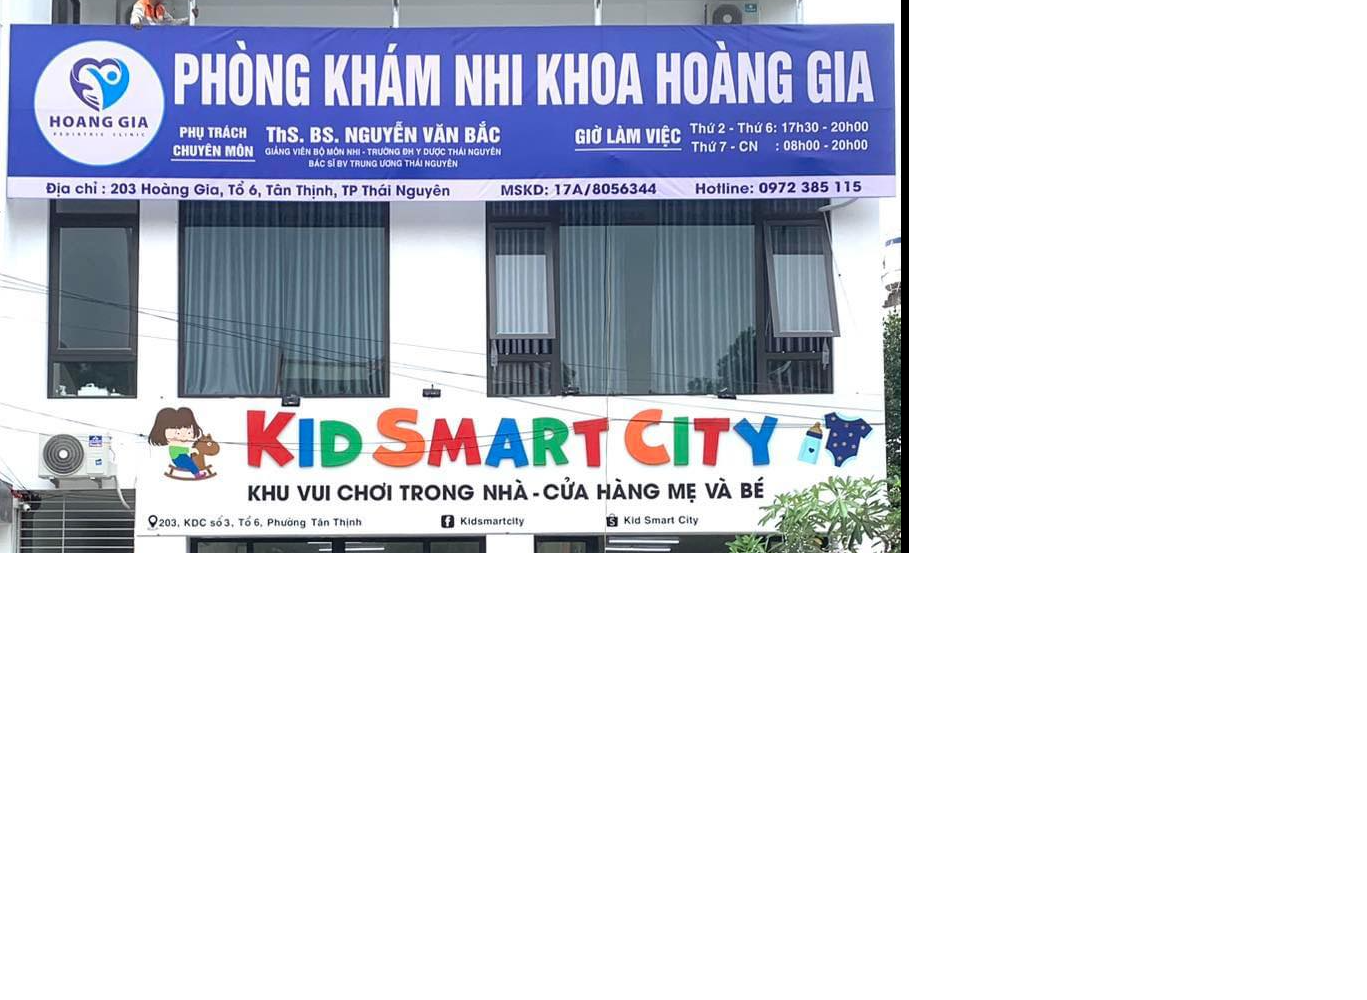 PHÒNG KHÁM NHI KHOA HOÀNG GIA
HOANG GIA
PEDIATRIC CLINIC
PHỤ TRÁCH
CHUYÊN MÔN
ThS. BS. NGUYỄN VĂN BẮC
GIẢNG VIÊN BỘ MÔN NHI - TRƯỜNG ĐH Y DƯỢC THÁI NGUYÊN
BÁC SĨ BV TRUNG ƯƠNG THÁI NGUYÊN
GIỜ LÀM VIỆC
Thứ 2 - Thứ 6: 17h30 - 20h00
Thứ 7 - CN : 08h00 - 20h00
Địa chỉ : 203 Hoàng Gia, Tổ 6, Tân Thịnh, TP Thái Nguyên
MSKD: 17A/8056344
Hotline: 0972 385 115
KID SMART CITY
KHU VUI CHƠI TRONG NHÀ - CỬA HÀNG MẸ VÀ BÉ
203, KDC số 3, Tổ 6, Phường Tân Thịnh
Kidsmartcity
Kid Smart City